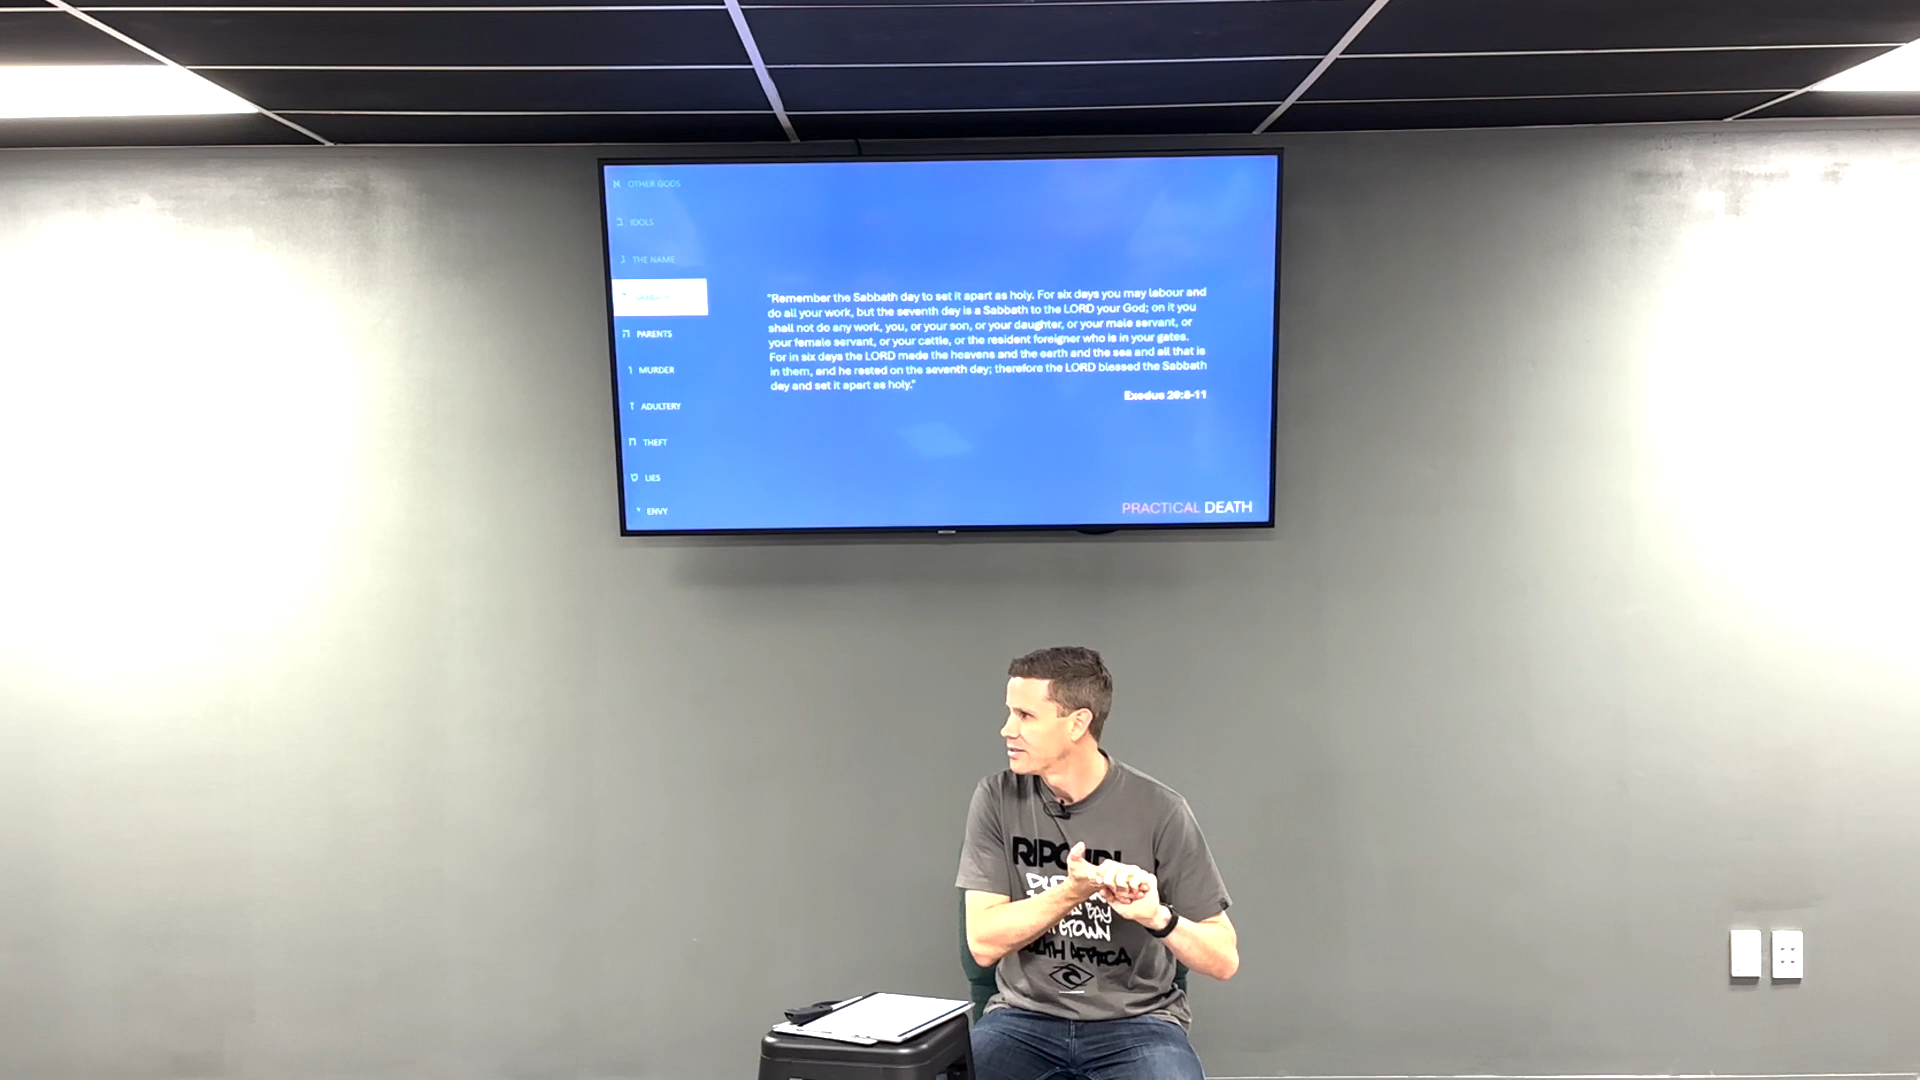 א OTHER GODS
ב IDOLS
ג THE NAME
"Remember the Sabbath day to set it apart as holy. For six days you may labour and
do all your work, but the seventh day is a Sabbath to the LORD your God; on it you
shall not do any work, you, or your son, or your daughter, or your male servant, or
your female servant, or your cattle, or the resident foreigner who is in your gates.
For in six days the LORD made the heavens and the earth and the sea and all that is
in them, and he rested on the seventh day; therefore the LORD blessed the Sabbath
day and set it apart as holy."
Exodus 20:8-11
ה PARENTS
ו MURDER
ז ADULTERY
ח THEFT
ט LIES
י ENVY
PRACTICAL DEATH
BAY